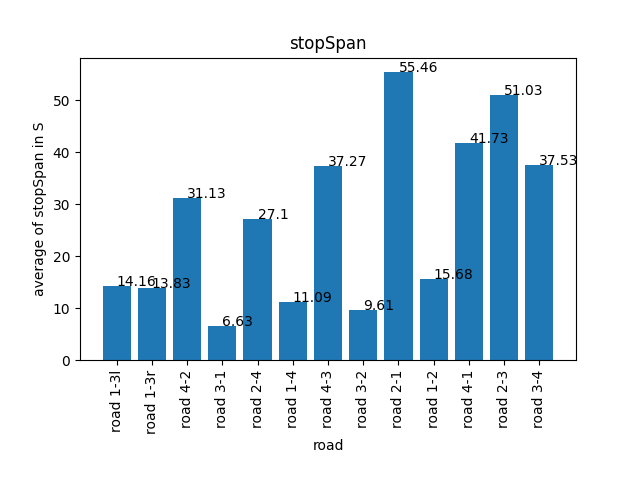 stopSpan
average of stopSpan in S
50
40
30
20
10
0
14.16
13.83
31.13
6.63
27.1
11.09
37.27
9.61
55.46
15.68
41.73
51.03
37.53
road 1-3l
road 1-3r
road 4-2
road 3-1
road 2-4
road 1-4
road 4-3
road 3-2
road 2-1
road 1-2
road 4-1
road 2-3
road 3-4
road